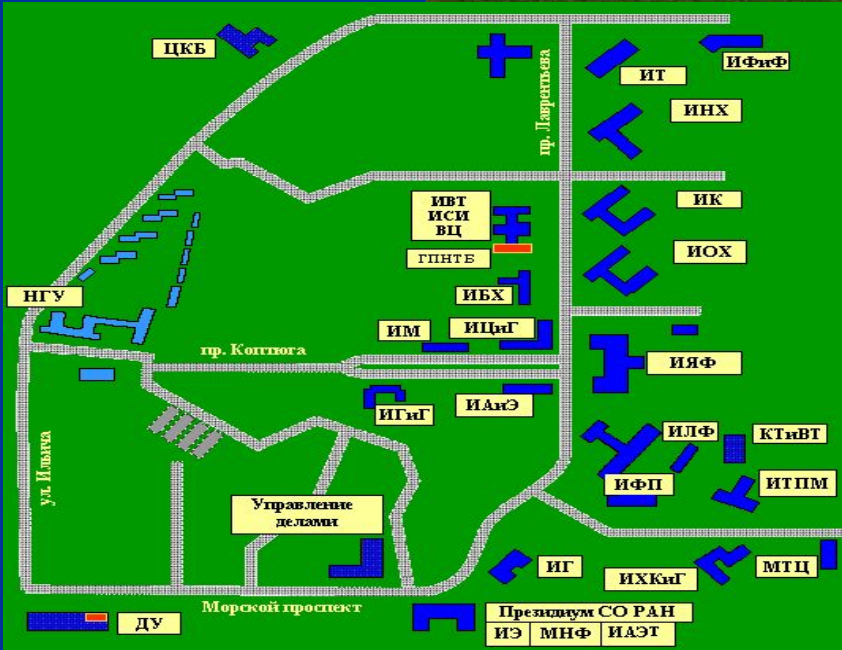 ЦКБ
пр. Лаврентьева
ИТ
ИФиФ
ИНХ
ИВТ
ИСИ
ВЦ
ИК
ГПНТБ
ИОХ
НГУ
ИБХ
ИМ
ИЦиГ
пр. Коптюга
ИЯФ
ИГиГ
ИАиЭ
ул. Ильича
ИЛФ
КТиВТ
ИФП
ИТПМ
Управление
делами
ИГ
ИХКиГ
МТЦ
Морской проспект
Президиум СО РАН
ИЭ МНФ ИАЭТ
ДУ